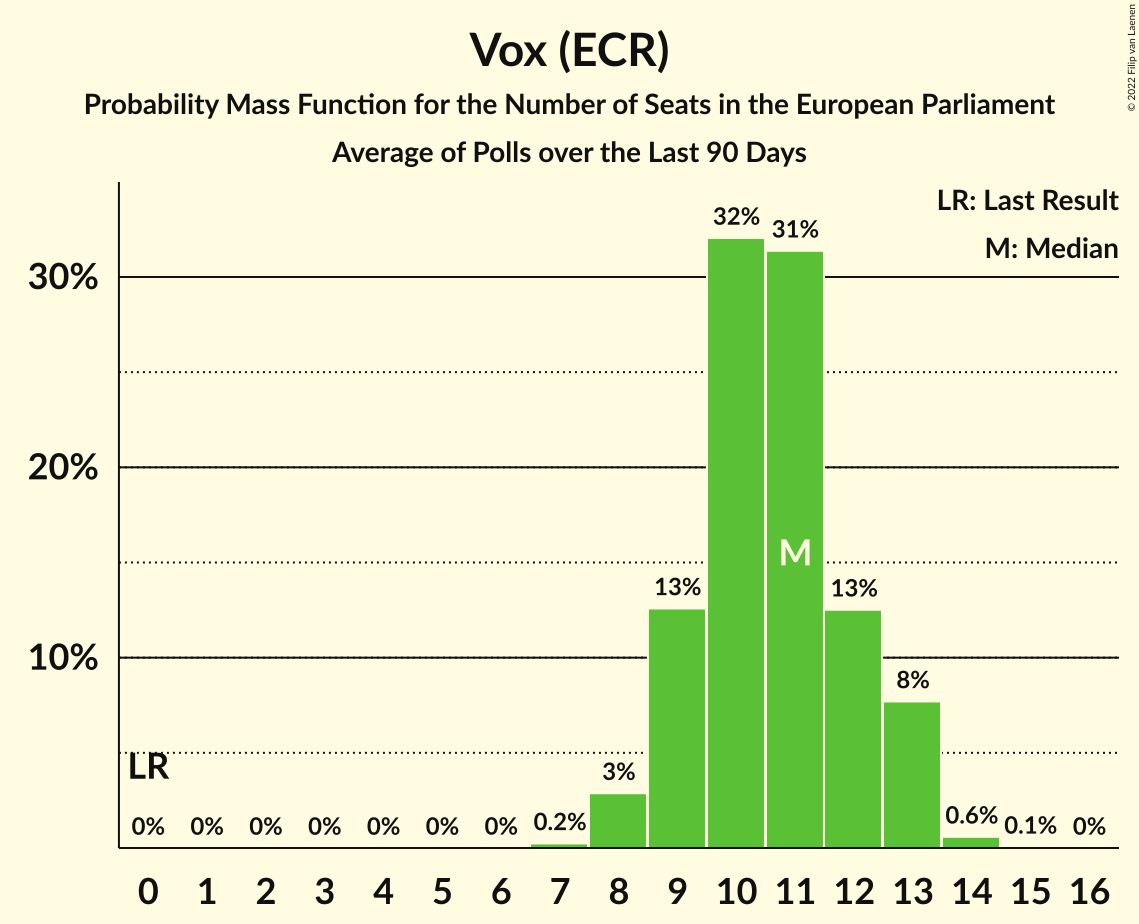 Vox (ECR)
Probability Mass Function for the Number of Seats in the European Parliament
Average of Polls over the Last 90 Days
© 2022 Filip van Laenen
LR: Last Result
M: Median
30%
20%
10%
LR
M
0% 0% 0% 0% 0% 0% 0% 0.2% 3% 13% 32% 31% 13% 8% 0.6% 0.1% 0%
0 1 2 3 4 5 6 7 8 9 10 11 12 13 14 15 16